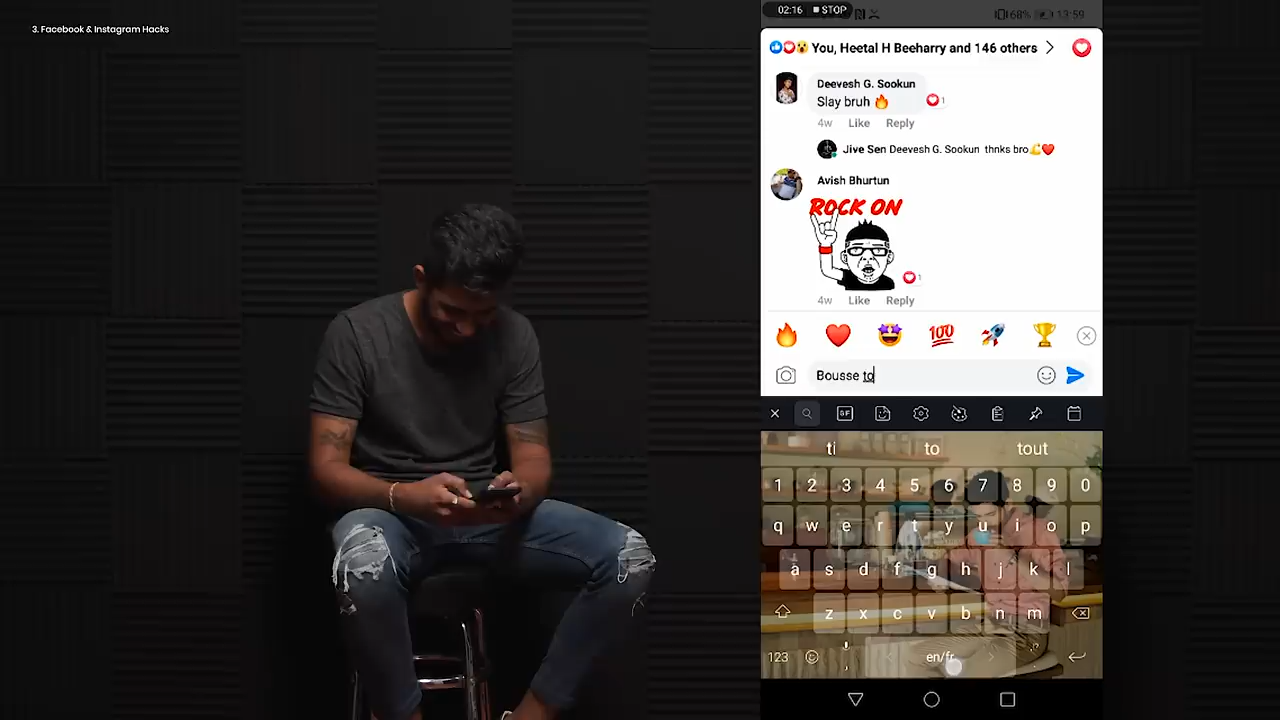 3. Facebook & Instagram Hacks
02:16 STOP
68% 13:59
You, Heetal H Beeharry and 146 others
Deevesh G. Sookun
Slay bruh 🔥
1
4w Like Reply
Jive Sen Deevesh G. Sookun thnks bro💪❤️
Avish Bhurtun
ROCK ON
1
4w Like Reply
💯
Bousse to
GIF
ti to tout
1 2 3 4 5 6 7 8 9 0
q w e r t y u i o p
a s d f g h j k l
z x c v b n m
123 en/fr